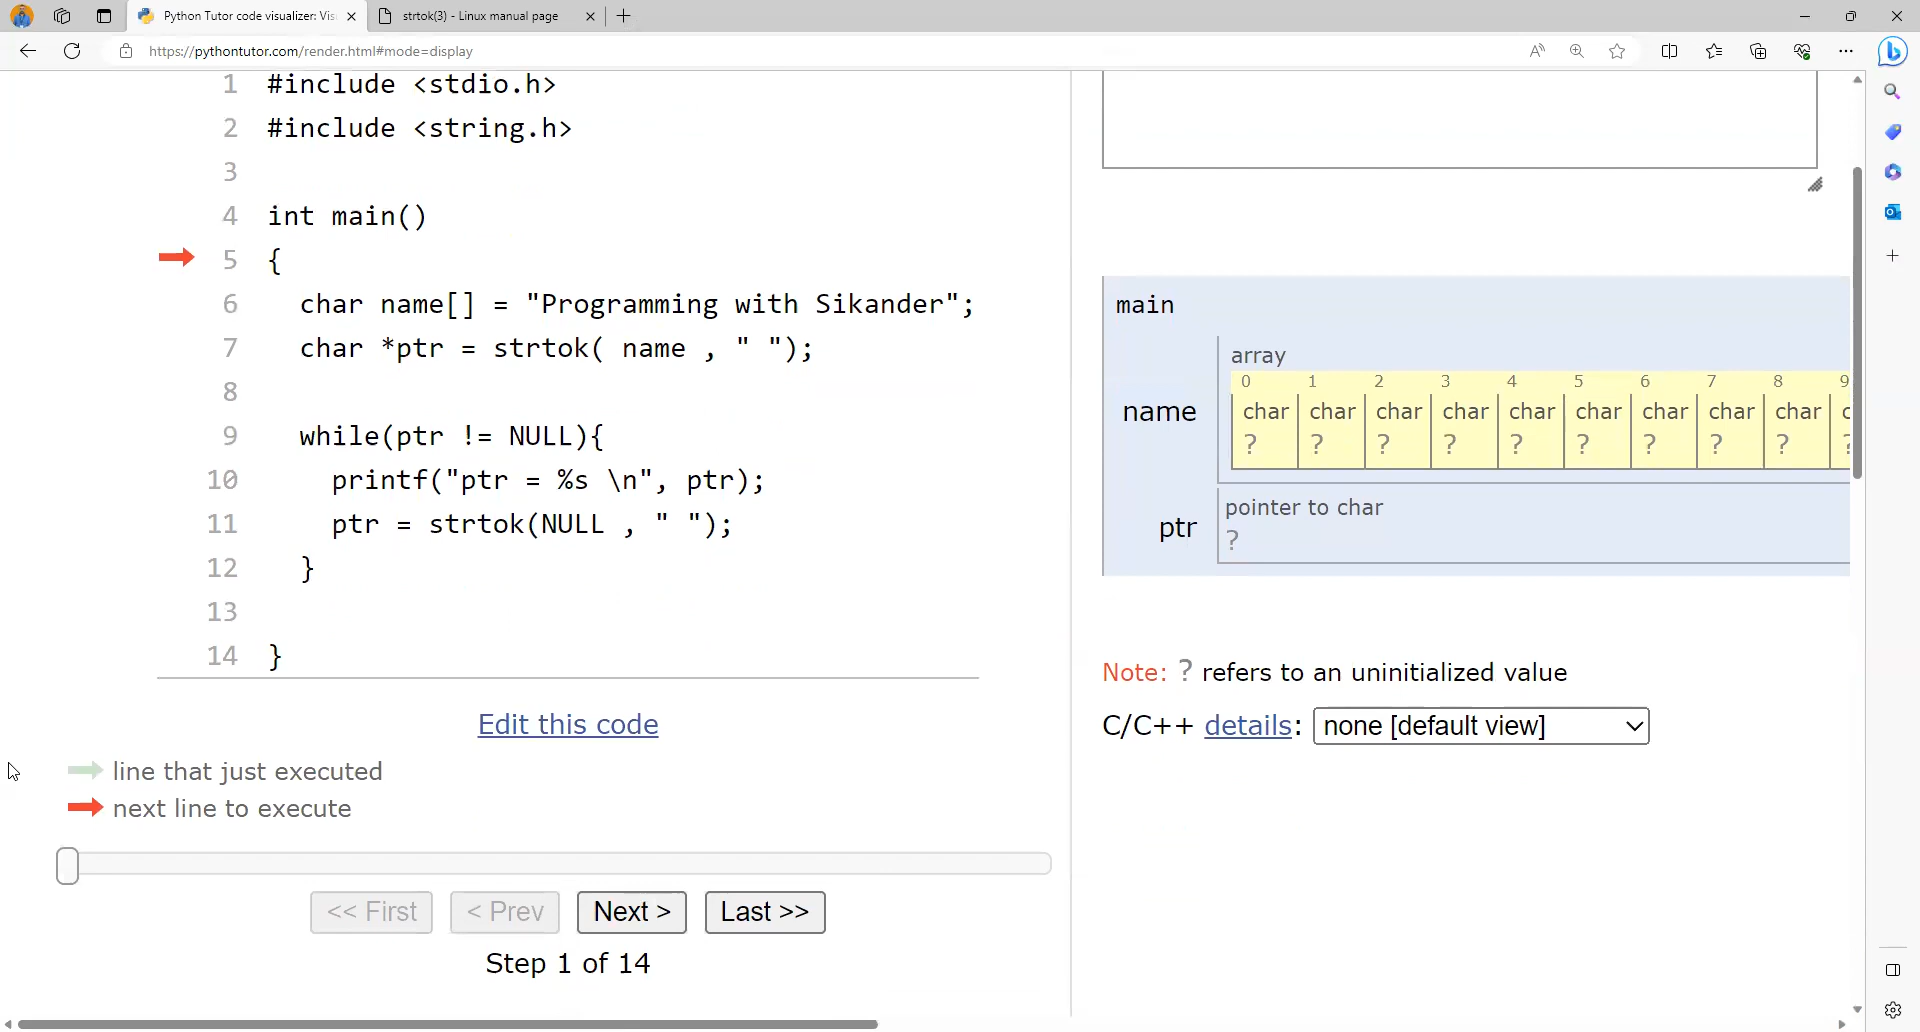 Python Tutor code visualizer: Vis
strtok(3) - Linux manual page
https://pythontutor.com/render.html#mode=display
1 #include <stdio.h>
2 #include <string.h>
3
4 int main()
5 {
6 char name[] = "Programming with Sikander";
7 char *ptr = strtok( name , " ");
8
9 while(ptr != NULL){
10 printf("ptr = %s \n", ptr);
11 ptr = strtok(NULL , " ");
12 }
13
14 }
Edit this code
line that just executed
next line to execute
<< First < Prev Next > Last >>
Step 1 of 14
main
array
0 1 2 3 4 5 6 7 8 9
name char char char char char char char char char c
? ? ? ? ? ? ? ? ? ?
pointer to char
ptr
?
Note: ? refers to an uninitialized value
C/C++ details: none [default view]